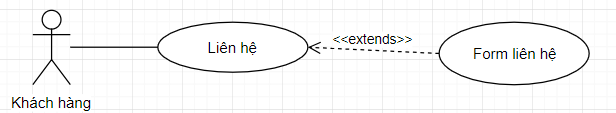 Liên hệ
<<extends>>
Form liên hệ
Khách hàng